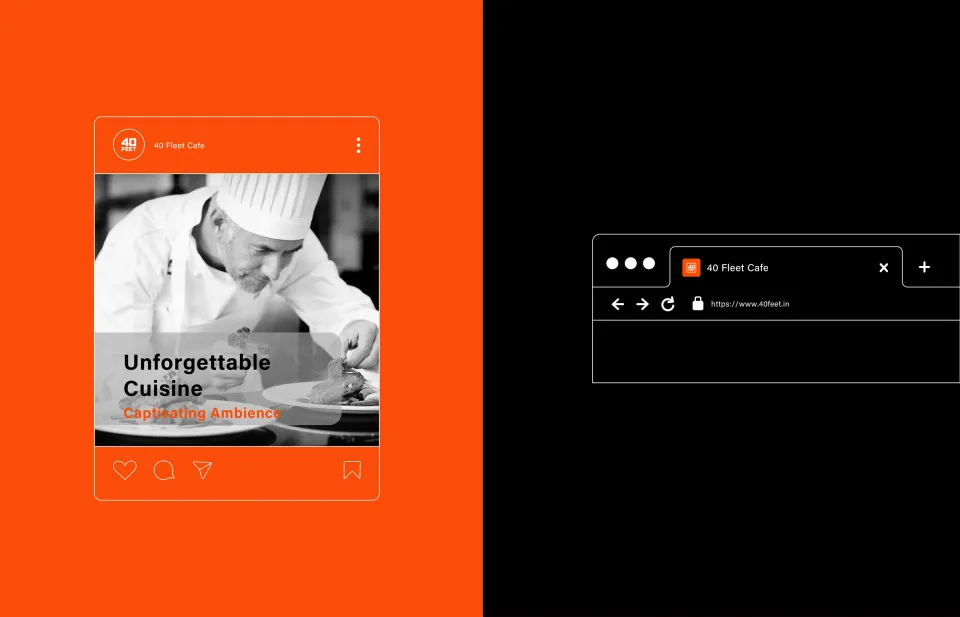 40
FEET
40 Fleet Cafe
Unforgettable
Cuisine
Captivating Ambience
40 Fleet Cafe
https://www.40feet.in